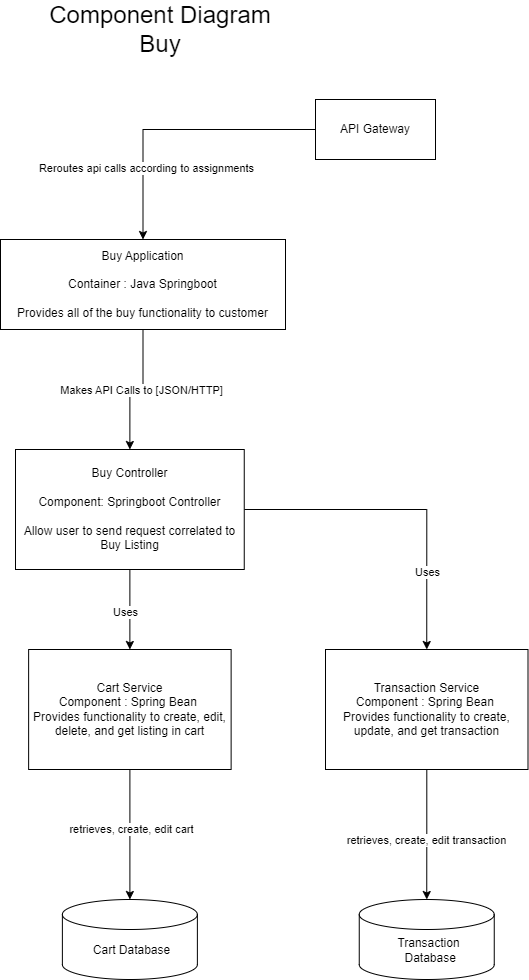 Component Diagram
Buy
API Gateway
Reroutes api calls according to assignments
Buy Application
Container : Java Springboot
Provides all of the buy functionality to customer
Makes API Calls to [JSON/HTTP]
Buy Controller
Component: Springboot Controller
Allow user to send request correlated to
Buy Listing
Uses
Uses
Cart Service
Component : Spring Bean
Provides functionality to create, edit,
delete, and get listing in cart
Transaction Service
Component : Spring Bean
Provides functionality to create,
update, and get transaction
retrieves, create, edit cart
retrieves, create, edit transaction
Cart Database
Transaction
Database